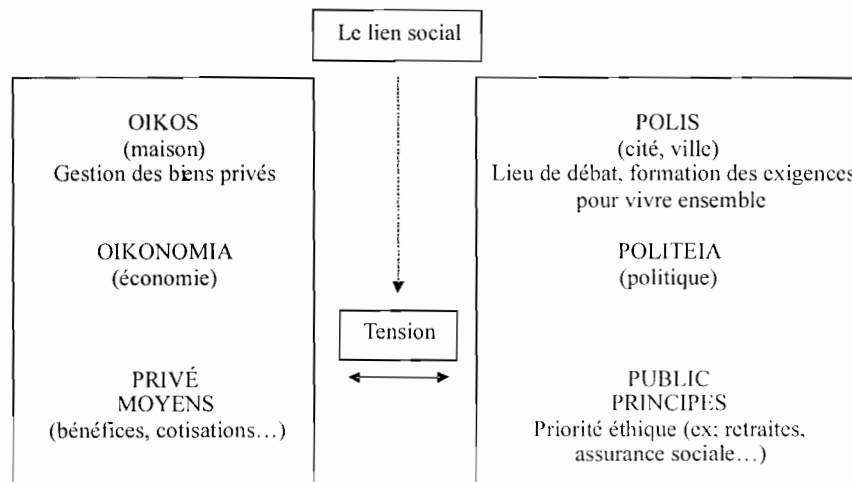 Le lien social
OIKOS
(maison)
Gestion des biens privés
OIKONOMIA
(économie)
PRIVÉ
MOYENS
(bénéfices, cotisations…)
Tension
POLIS
(cité, ville)
Lieu de débat, formation des exigences
pour vivre ensemble
POLITEIA
(politique)
PUBLIC
PRINCIPES
Priorité éthique (ex: retraites,
assurance sociale…)